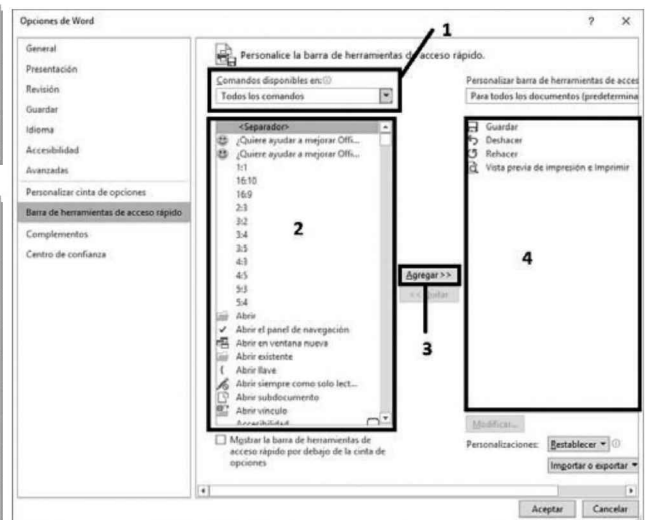 Opciones de Word
? ×
General
Presentación
Revisión
Guardar
Idioma
Accesibilidad
Avanzadas
Personalizar cinta de opciones
Barra de herramientas de acceso rápido
Complementos
Centro de confianza
1
Personalice la barra de herramientas de acceso rápido.
Comandos disponibles en:
Todos los comandos
<Separador>
¿Quiere ayudar a mejorar Offi...
¿Quiere ayudar a mejorar Offi...
1:1
16:10
16:9
2:3
3:2
3:4
3:5
4:3
4:5
5:3
5:4
Abrir
Abrir el panel de navegación
Abrir en ventana nueva
Abrir existente
Abrir llave
Abrir siempre como solo lect...
Abrir subdocumento
Abrir vínculo
Accesibilidad
2
Mostrar la barra de herramientas de
acceso rápido por debajo de la cinta de
opciones
Agregar >>
<< Quitar
3
Personalizar barra de herramientas de acces
Para todos los documentos (predetermina
Guardar
Deshacer
Rehacer
Vista previa de impresión e Imprimir
4
Modificar...
Personalizaciones: Restablecer
Importar o exportar
Aceptar Cancelar